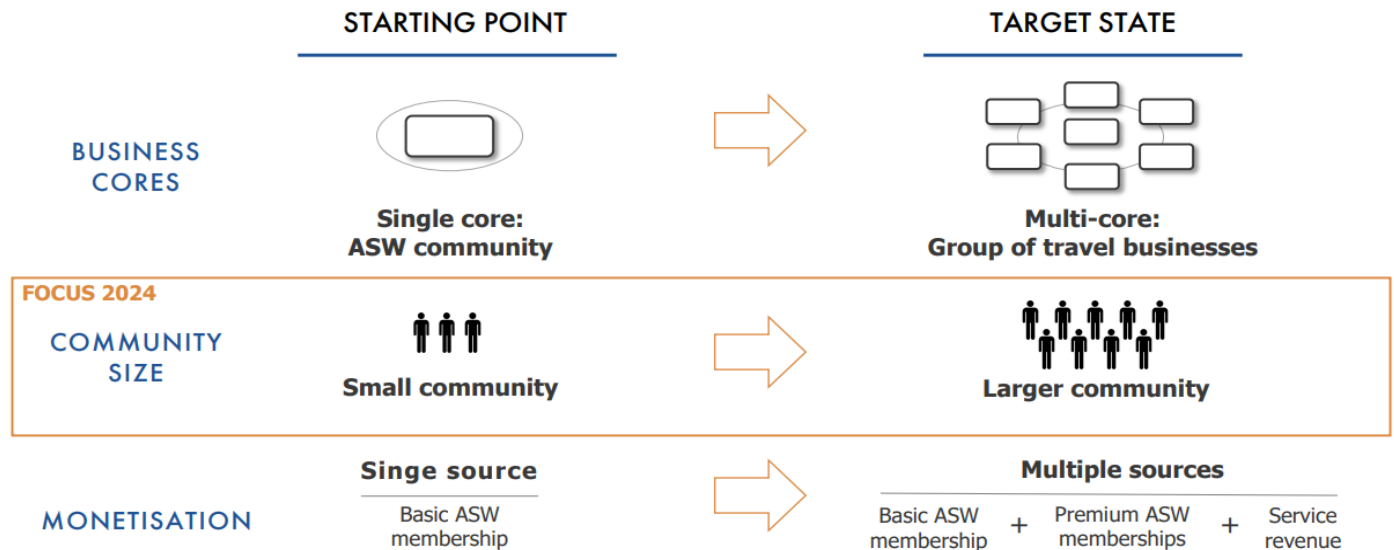 STARTING POINT
TARGET STATE
BUSINESS
CORES
Single core:
ASW community
Multi-core:
Group of travel businesses
FOCUS 2024
COMMUNITY
SIZE
Small community
Larger community
MONETISATION
Singe source
Basic ASW
membership
Multiple sources
Basic ASW
membership
+
Premium ASW
memberships
+
Service
revenue